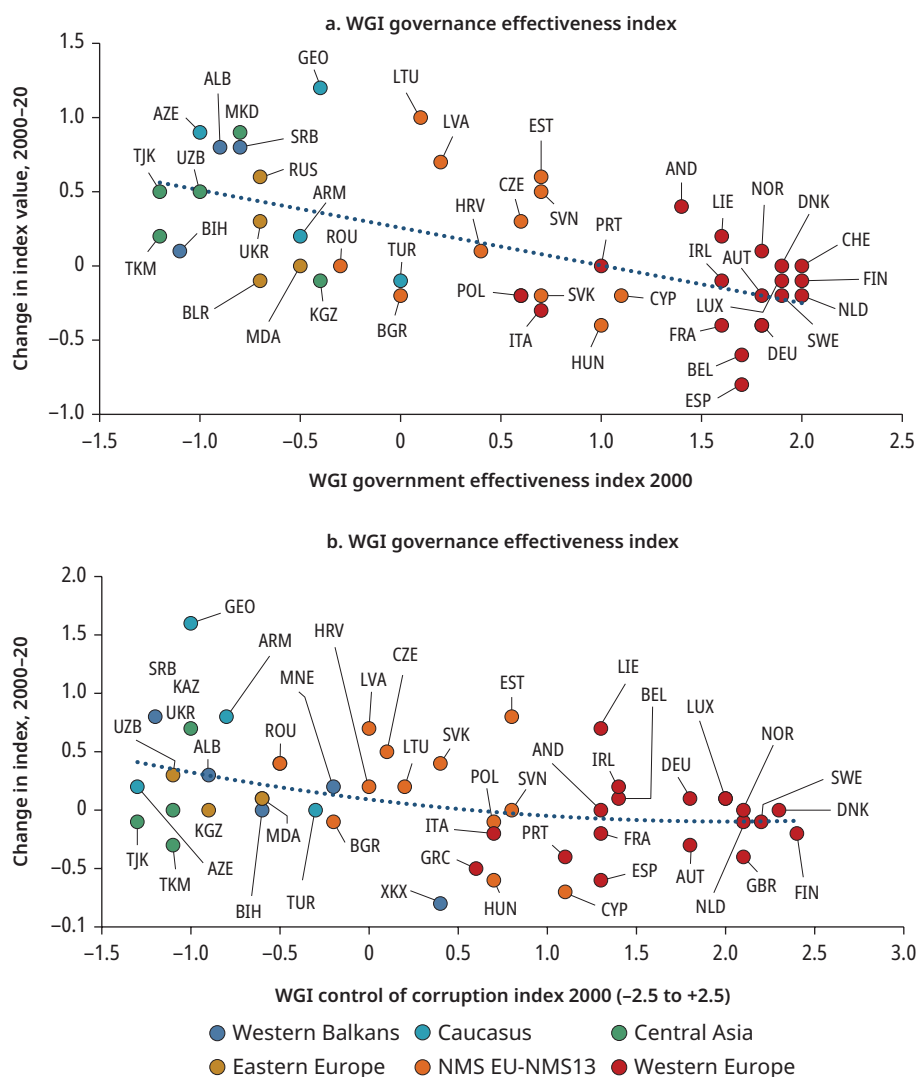 a. WGI governance effectiveness index
Change in index value, 2000–20
1.5
1.0
0.5
0
−0.5
−1.0
−1.5
−1.0
−0.5
0
0.5
1.0
1.5
2.0
2.5
GEO
ALB
MKD
AZE
SRB
TJK
UZB
RUS
ARM
BIH
TKM
UKR
ROU
BLR
MDA
KGZ
TUR
BGR
LTU
LVA
EST
CZE
SVN
HRV
PRT
POL
SVK
CYP
ITA
HUN
AND
LIE
NOR
DNK
IRL
AUT
CHE
FIN
LUX
NLD
FRA
DEU
SWE
BEL
ESP
WGI government effectiveness index 2000
b. WGI governance effectiveness index
Change in index, 2000–20
2.0
1.5
1.0
0.5
0
−0.5
−0.1
−1.5
−1.0
−0.5
0
0.5
1.0
1.5
2.0
2.5
3.0
GEO
SRB
KAZ
UKR
UZB
ALB
ARM
MNE
HRV
LVA
CZE
ROU
LTU
SVK
EST
LIE
BEL
LUX
NOR
AND
IRL
DEU
SWE
POL
SVN
DNK
TJK
TKM
AZE
KGZ
BIH
MDA
TUR
BGR
ITA
PRT
FRA
GRC
XKX
HUN
CYP
ESP
AUT
NLD
GBR
FIN
WGI control of corruption index 2000 (−2.5 to +2.5)
Western Balkans
Caucasus
Central Asia
Eastern Europe
NMS EU-NMS13
Western Europe